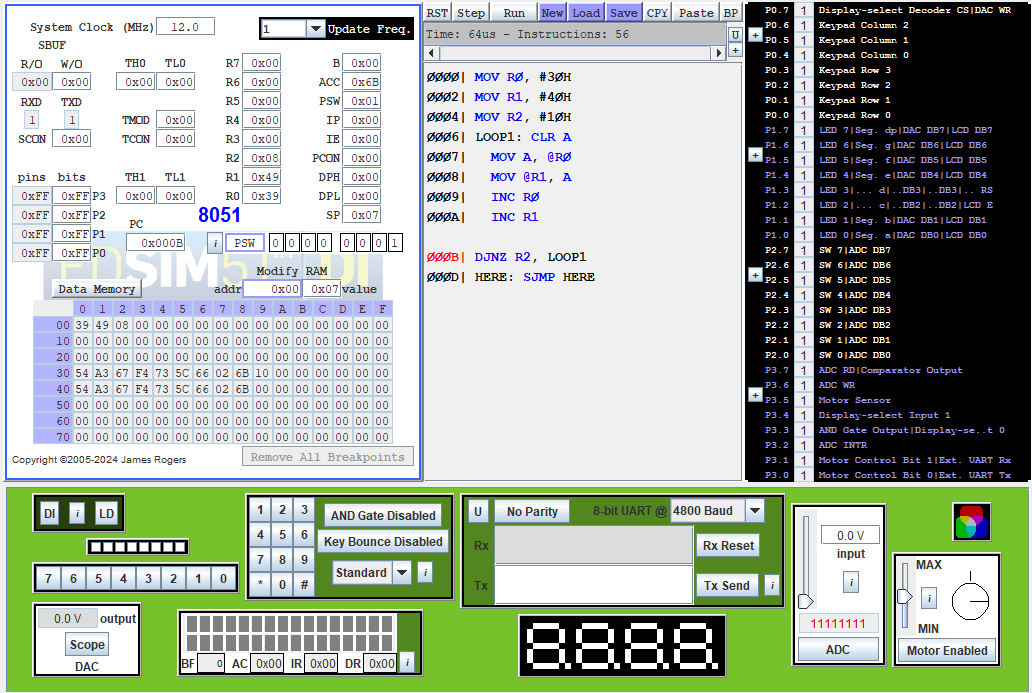 System Clock (MHz) 12.0 1 Update Freq.
SBUF
R/O W/O TH0 TL0 R7 0x00 B 0x00
0x00 0x00 0x00 0x00 R6 0x00 ACC 0x6B
RXD TXD R5 0x00 PSW 0x01
1 1 TMOD 0x00 R4 0x00 IP 0x00
SCON 0x00 TCON 0x00 R3 0x00 IE 0x00
R2 0x08 PCON 0x00
pins bits TH1 TL1 R1 0x49 DPH 0x00
0xFF 0xFF P3 0x00 0x00 R0 0x39 DPL 0x00
0xFF 0xFF P2 8051 SP 0x07
0xFF 0xFF P1 PC
0xFF 0xFF P0 0x000B i PSW 0 0 0 0 0 0 0 1
EDSIM51 DI
Modify RAM
Data Memory addr 0x00 0x07 value
0 1 2 3 4 5 6 7 8 9 A B C D E F
00 39 49 08 00 00 00 00 00 00 00 00 00 00 00 00 00
10 00 00 00 00 00 00 00 00 00 00 00 00 00 00 00 00
20 00 00 00 00 00 00 00 00 00 00 00 00 00 00 00 00
30 54 A3 67 F4 73 5C 66 02 6B 10 00 00 00 00 00 00
40 54 A3 67 F4 73 5C 66 02 6B 00 00 00 00 00 00 00
50 00 00 00 00 00 00 00 00 00 00 00 00 00 00 00 00
60 00 00 00 00 00 00 00 00 00 00 00 00 00 00 00 00
70 00 00 00 00 00 00 00 00 00 00 00 00 00 00 00 00
Copyright ©2005-2024 James Rogers Remove All Breakpoints
RST Step Run New Load Save CPY Paste BP
Time: 64us - Instructions: 56 U
+
0000| MOV R0, #30H
0002| MOV R1, #40H
0004| MOV R2, #10H
0006| LOOP1: CLR A
0007| MOV A, @R0
0008| MOV @R1, A
0009| INC R0
000A| INC R1
000B| DJNZ R2, LOOP1
000D| HERE: SJMP HERE
P0.7 1 Display-select Decoder CS|DAC WR
P0.6 1 Keypad Column 2
P0.5 1 Keypad Column 1
P0.4 1 Keypad Column 0
P0.3 1 Keypad Row 3
P0.2 1 Keypad Row 2
P0.1 1 Keypad Row 1
P0.0 1 Keypad Row 0
P1.7 1 LED 7|Seg. dp|DAC DB7|LCD DB7
P1.6 1 LED 6|Seg. g|DAC DB6|LCD DB6
P1.5 1 LED 5|Seg. f|DAC DB5|LCD DB5
P1.4 1 LED 4|Seg. e|DAC DB4|LCD DB4
P1.3 1 LED 3|... d|..DB3|..DB3|.. RS
P1.2 1 LED 2|... c|..DB2|..DB2|LCD E
P1.1 1 LED 1|Seg. b|DAC DB1|LCD DB1
P1.0 1 LED 0|Seg. a|DAC DB0|LCD DB0
P2.7 1 SW 7|ADC DB7
P2.6 1 SW 6|ADC DB6
P2.5 1 SW 5|ADC DB5
P2.4 1 SW 4|ADC DB4
P2.3 1 SW 3|ADC DB3
P2.2 1 SW 2|ADC DB2
P2.1 1 SW 1|ADC DB1
P2.0 1 SW 0|ADC DB0
P3.7 1 ADC RD|Comparator Output
P3.6 1 ADC WR
P3.5 1 Motor Sensor
P3.4 1 Display-select Input 1
P3.3 1 AND Gate Output|Display-se..t 0
P3.2 1 ADC INTR
P3.1 1 Motor Control Bit 1|Ext. UART Rx
P3.0 1 Motor Control Bit 0|Ext. UART Tx
DI i LD
7 6 5 4 3 2 1 0
0.0 V output
Scope
DAC
1 2 3
4 5 6
7 8 9
* 0 #
AND Gate Disabled
Key Bounce Disabled
Standard i
BF 0 AC 0x00 IR 0x00 DR 0x00 i
U No Parity 8-bit UART @ 4800 Baud
Rx Rx Reset
Tx Tx Send i
8.8.8.8.
0.0 V
input
i
11111111
ADC
MAX
i
MIN
Motor Enabled